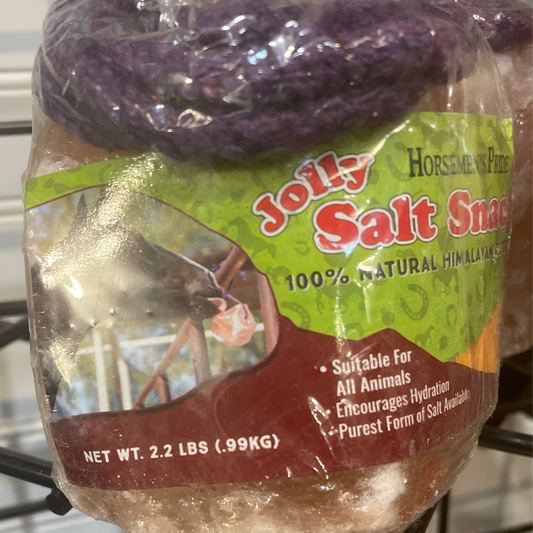 HORSEMEN'S PRIDE
Jolly
Salt Snac
100% NATURAL HIMALAYAN
• Suitable For
All Animals
• Encourages Hydration
• Purest Form of Salt Available
NET WT. 2.2 LBS (.99KG)